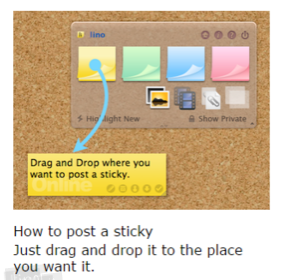 lino
Highlight New
Show Private
Drag and Drop where you
want to post a sticky.
Online
How to post a sticky
Just drag and drop it to the place
you want it.